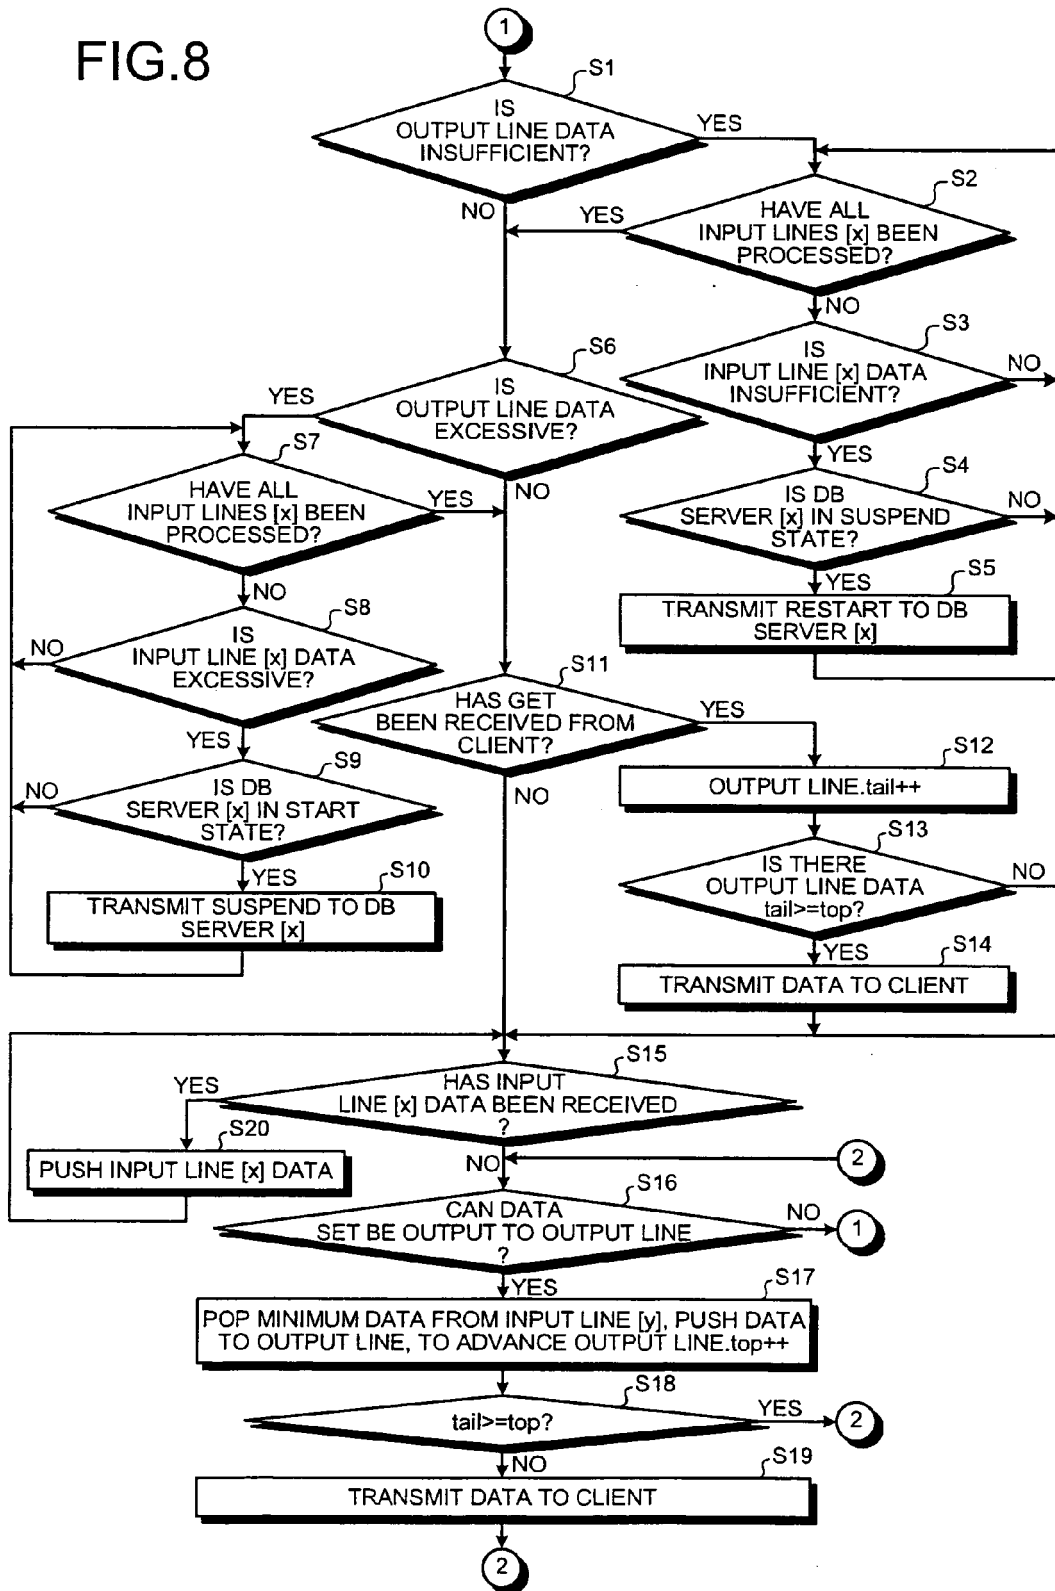 FIG.8
1
S1
IS
OUTPUT LINE DATA
INSUFFICIENT?
YES
NO
S2
HAVE ALL
INPUT LINES [x] BEEN
PROCESSED?
YES
NO
S3
IS
INPUT LINE [x] DATA
INSUFFICIENT?
NO
YES
S4
IS DB
SERVER [x] IN SUSPEND
STATE?
NO
YES
S5
TRANSMIT RESTART TO DB
SERVER [x]
S6
IS
OUTPUT LINE DATA
EXCESSIVE?
YES
NO
S7
HAVE ALL
INPUT LINES [x] BEEN
PROCESSED?
YES
NO
S8
IS
INPUT LINE [x] DATA
EXCESSIVE?
NO
YES
S9
IS DB
SERVER [x] IN START
STATE?
NO
YES
S10
TRANSMIT SUSPEND TO DB
SERVER [x]
S11
HAS GET
BEEN RECEIVED FROM
CLIENT?
YES
NO
S12
OUTPUT LINE.tail++
S13
IS THERE
OUTPUT LINE DATA
tail>=top?
NO
YES
S14
TRANSMIT DATA TO CLIENT
S15
HAS INPUT
LINE [x] DATA BEEN RECEIVED
?
YES
NO
S20
PUSH INPUT LINE [x] DATA
2
S16
CAN DATA
SET BE OUTPUT TO OUTPUT LINE
?
NO
1
YES
S17
POP MINIMUM DATA FROM INPUT LINE [y], PUSH DATA
TO OUTPUT LINE, TO ADVANCE OUTPUT LINE.top++
S18
tail>=top?
YES
2
NO
S19
TRANSMIT DATA TO CLIENT
2